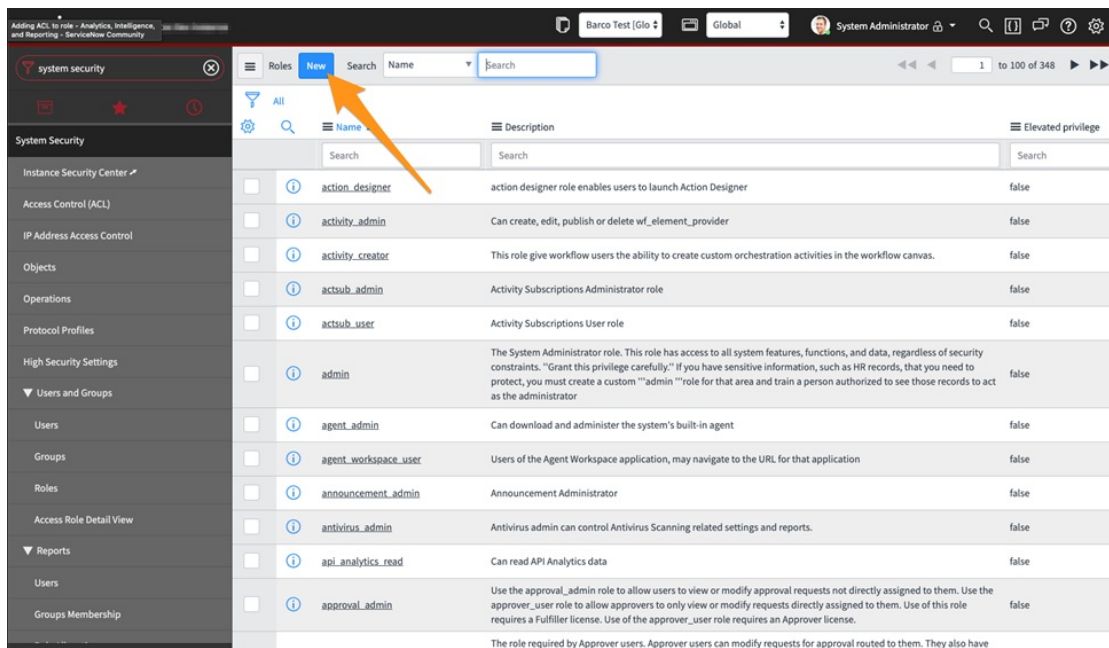 Adding ACL to role - Analytics, Intelligence,
and Reporting - ServiceNow Community
Barco Test [Glo
Global
System Administrator
system security
Roles
New
Search
Name
Search
1 to 100 of 348
All
Name
Description
Elevated privilege
Search
Search
Search
System Security
Instance Security Center
Access Control (ACL)
IP Address Access Control
Objects
Operations
Protocol Profiles
High Security Settings
Users and Groups
Users
Groups
Roles
Access Role Detail View
Reports
Users
Groups Membership
action_designer
action designer role enables users to launch Action Designer
false
activity_admin
Can create, edit, publish or delete wf_element_provider
false
activity_creator
This role give workflow users the ability to create custom orchestration activities in the workflow canvas.
false
actsub_admin
Activity Subscriptions Administrator role
false
actsub_user
Activity Subscriptions User role
false
admin
The System Administrator role. This role has access to all system features, functions, and data, regardless of security
constraints. "Grant this privilege carefully." If you have sensitive information, such as HR records, that you need to
protect, you must create a custom '''admin '''role for that area and train a person authorized to see those records to act
as the administrator
false
agent_admin
Can download and administer the system's built-in agent
false
agent_workspace_user
Users of the Agent Workspace application, may navigate to the URL for that application
false
announcement_admin
Announcement Administrator
false
antivirus_admin
Antivirus admin can control Antivirus Scanning related settings and reports.
false
api_analytics_read
Can read API Analytics data
false
approval_admin
Use the approval_admin role to allow users to view or modify approval requests not directly assigned to them. Use the
approver_user role to allow approvers to only view or modify requests directly assigned to them. Use of this role
requires a Fulfiller license. Use of the approver_user role requires an Approver license.
false
The role required by Approver users. Approver users can modify requests for approval routed to them. They also have